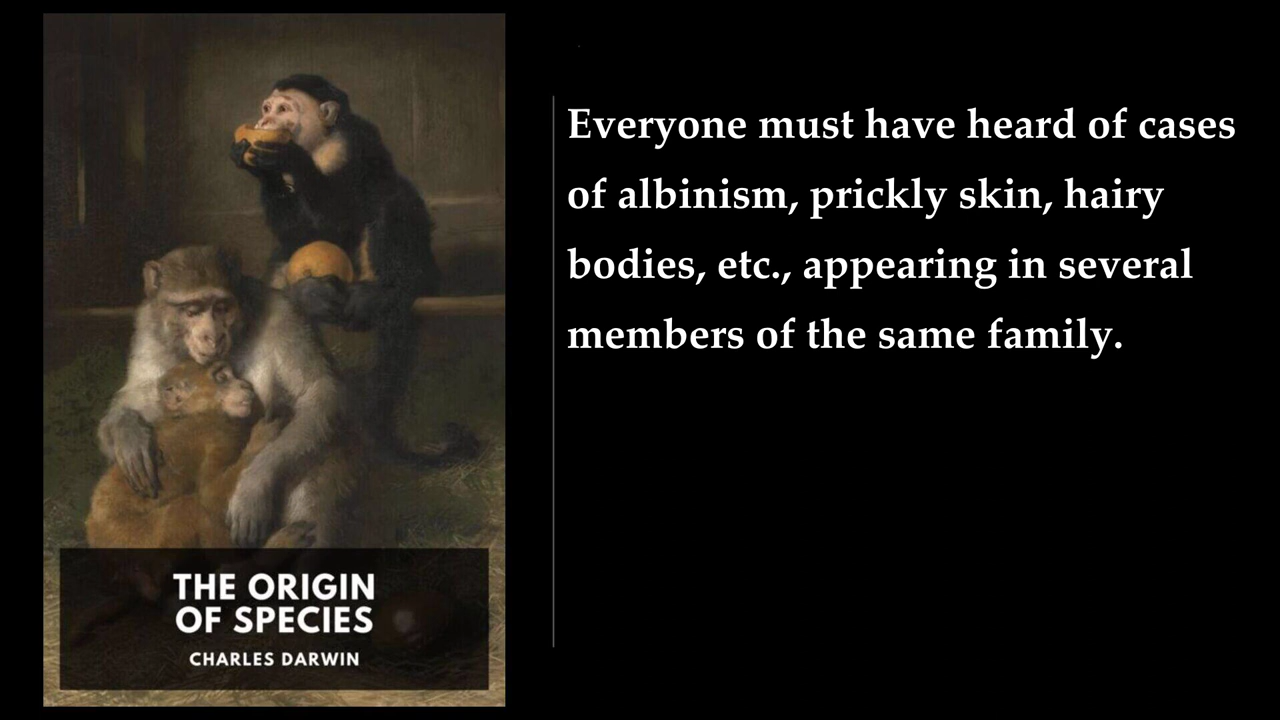 Everyone must have heard of cases
of albinism, prickly skin, hairy
bodies, etc., appearing in several
members of the same family.
THE ORIGIN
OF SPECIES
CHARLES DARWIN